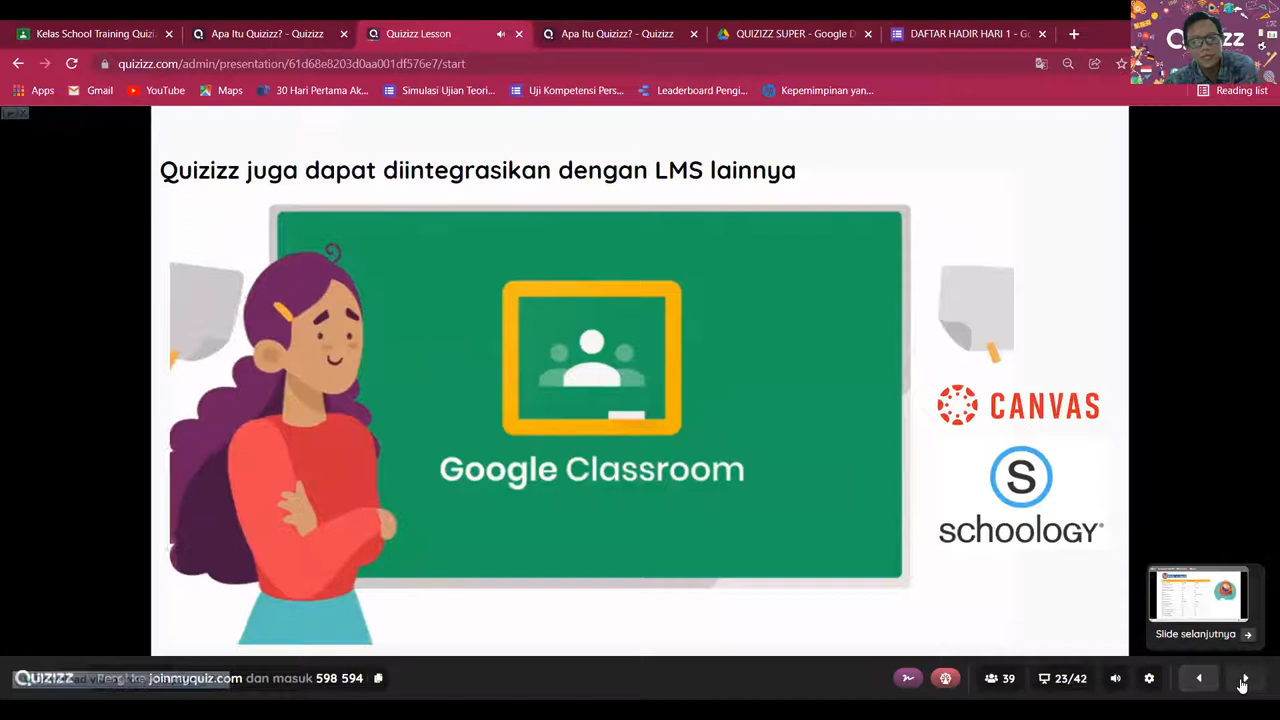 Kelas School Training Quizi
Apa Itu Quizizz? - Quizizz
Quizizz Lesson
Apa Itu Quizizz? - Quizizz
QUIZIZZ SUPER - Google D
DAFTAR HADIR HARI 1 - Go
quizizz.com/admin/presentation/61d68e8203d0aa001df576e7/start
Apps
Gmail
YouTube
Maps
30 Hari Pertama Ak...
Simulasi Ujian Teori...
Uji Kompetensi Pers...
Leaderboard Pengi...
Kepemimpinan yan...
Reading list
Quizizz juga dapat diintegrasikan dengan LMS lainnya
Google Classroom
CANVAS
S
schoology®
Slide selanjutnya
QUIZIZZ
joinmyquiz.com dan masuk 598 594
39
23/42